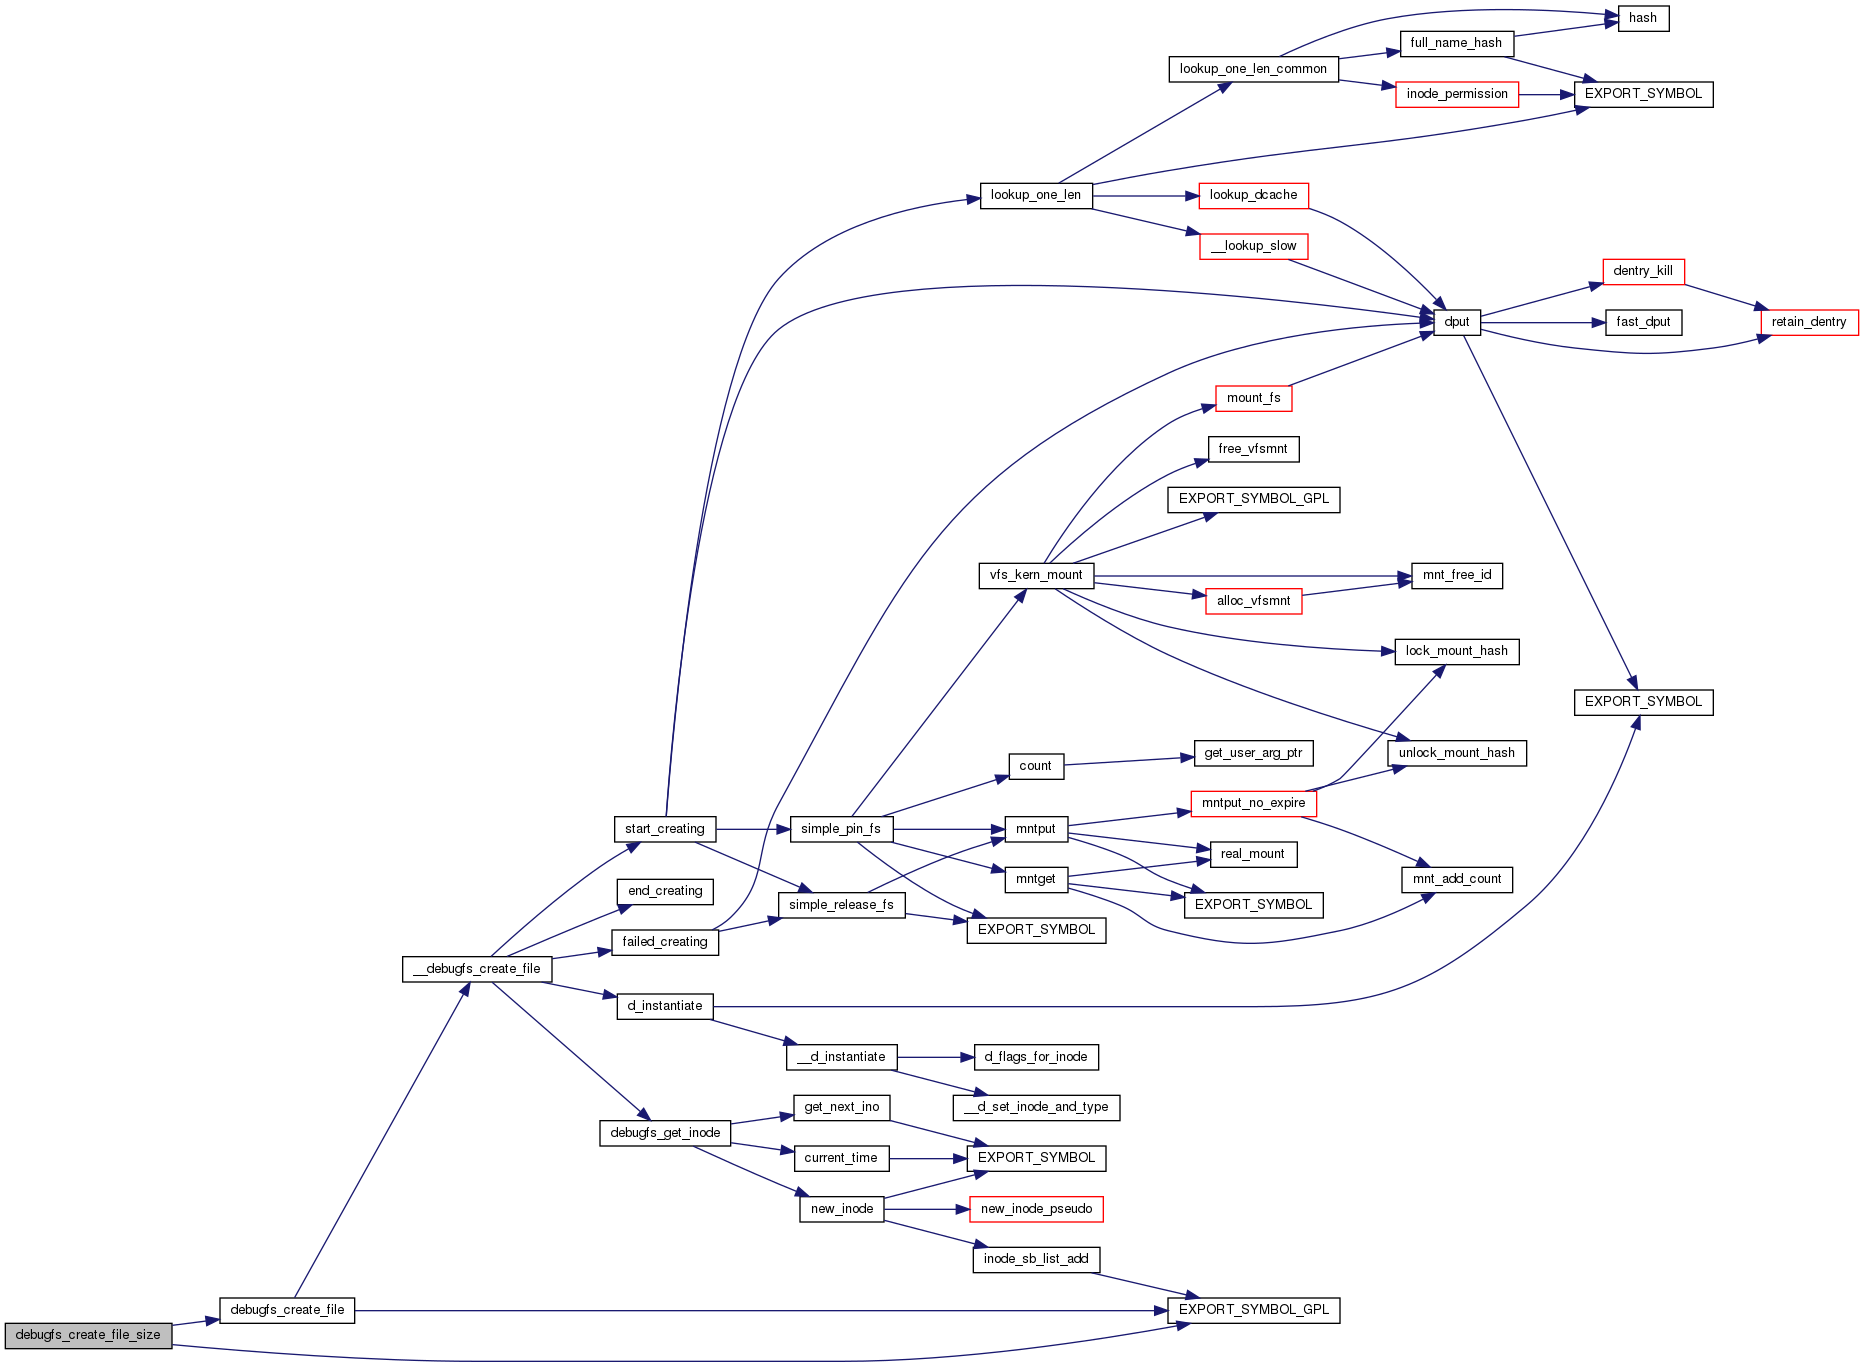 hash
full_name_hash
lookup_one_len_common
inode_permission
EXPORT_SYMBOL
lookup_one_len
lookup_dcache
__lookup_slow
dentry_kill
dput
fast_dput
retain_dentry
mount_fs
free_vfsmnt
EXPORT_SYMBOL_GPL
vfs_kern_mount
mnt_free_id
alloc_vfsmnt
lock_mount_hash
EXPORT_SYMBOL
unlock_mount_hash
get_user_arg_ptr
count
mntput_no_expire
start_creating
simple_pin_fs
mntput
real_mount
mntget
mnt_add_count
end_creating
simple_release_fs
EXPORT_SYMBOL
EXPORT_SYMBOL
failed_creating
__debugfs_create_file
d_instantiate
__d_instantiate
d_flags_for_inode
get_next_ino
__d_set_inode_and_type
debugfs_get_inode
current_time
EXPORT_SYMBOL
new_inode
new_inode_pseudo
inode_sb_list_add
debugfs_create_file
EXPORT_SYMBOL_GPL
debugfs_create_file_size